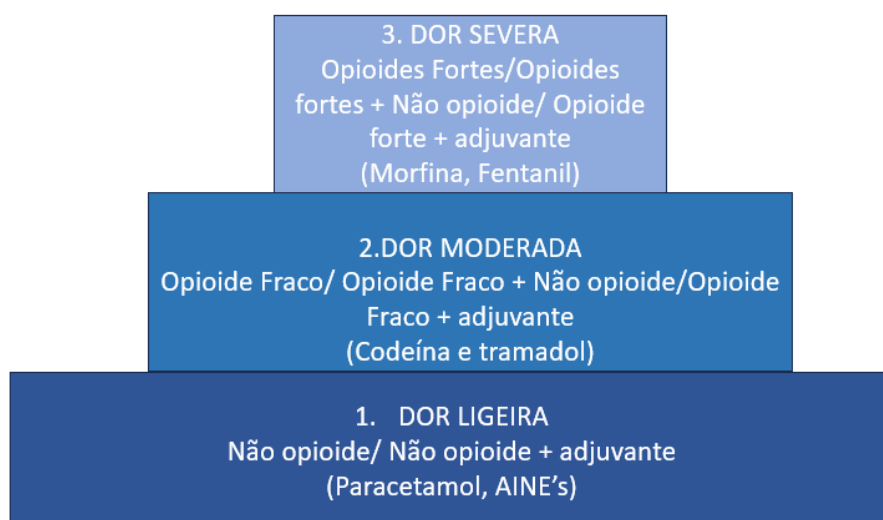 3. DOR SEVERA
Opioides Fortes/Opioides
fortes + Não opioide/ Opioide
forte + adjuvante
(Morfina, Fentanil)
2.DOR MODERADA
Opioide Fraco/ Opioide Fraco + Não opioide/Opioide
Fraco + adjuvante
(Codeína e tramadol)
1. DOR LIGEIRA
Não opioide/ Não opioide + adjuvante
(Paracetamol, AINE’s)